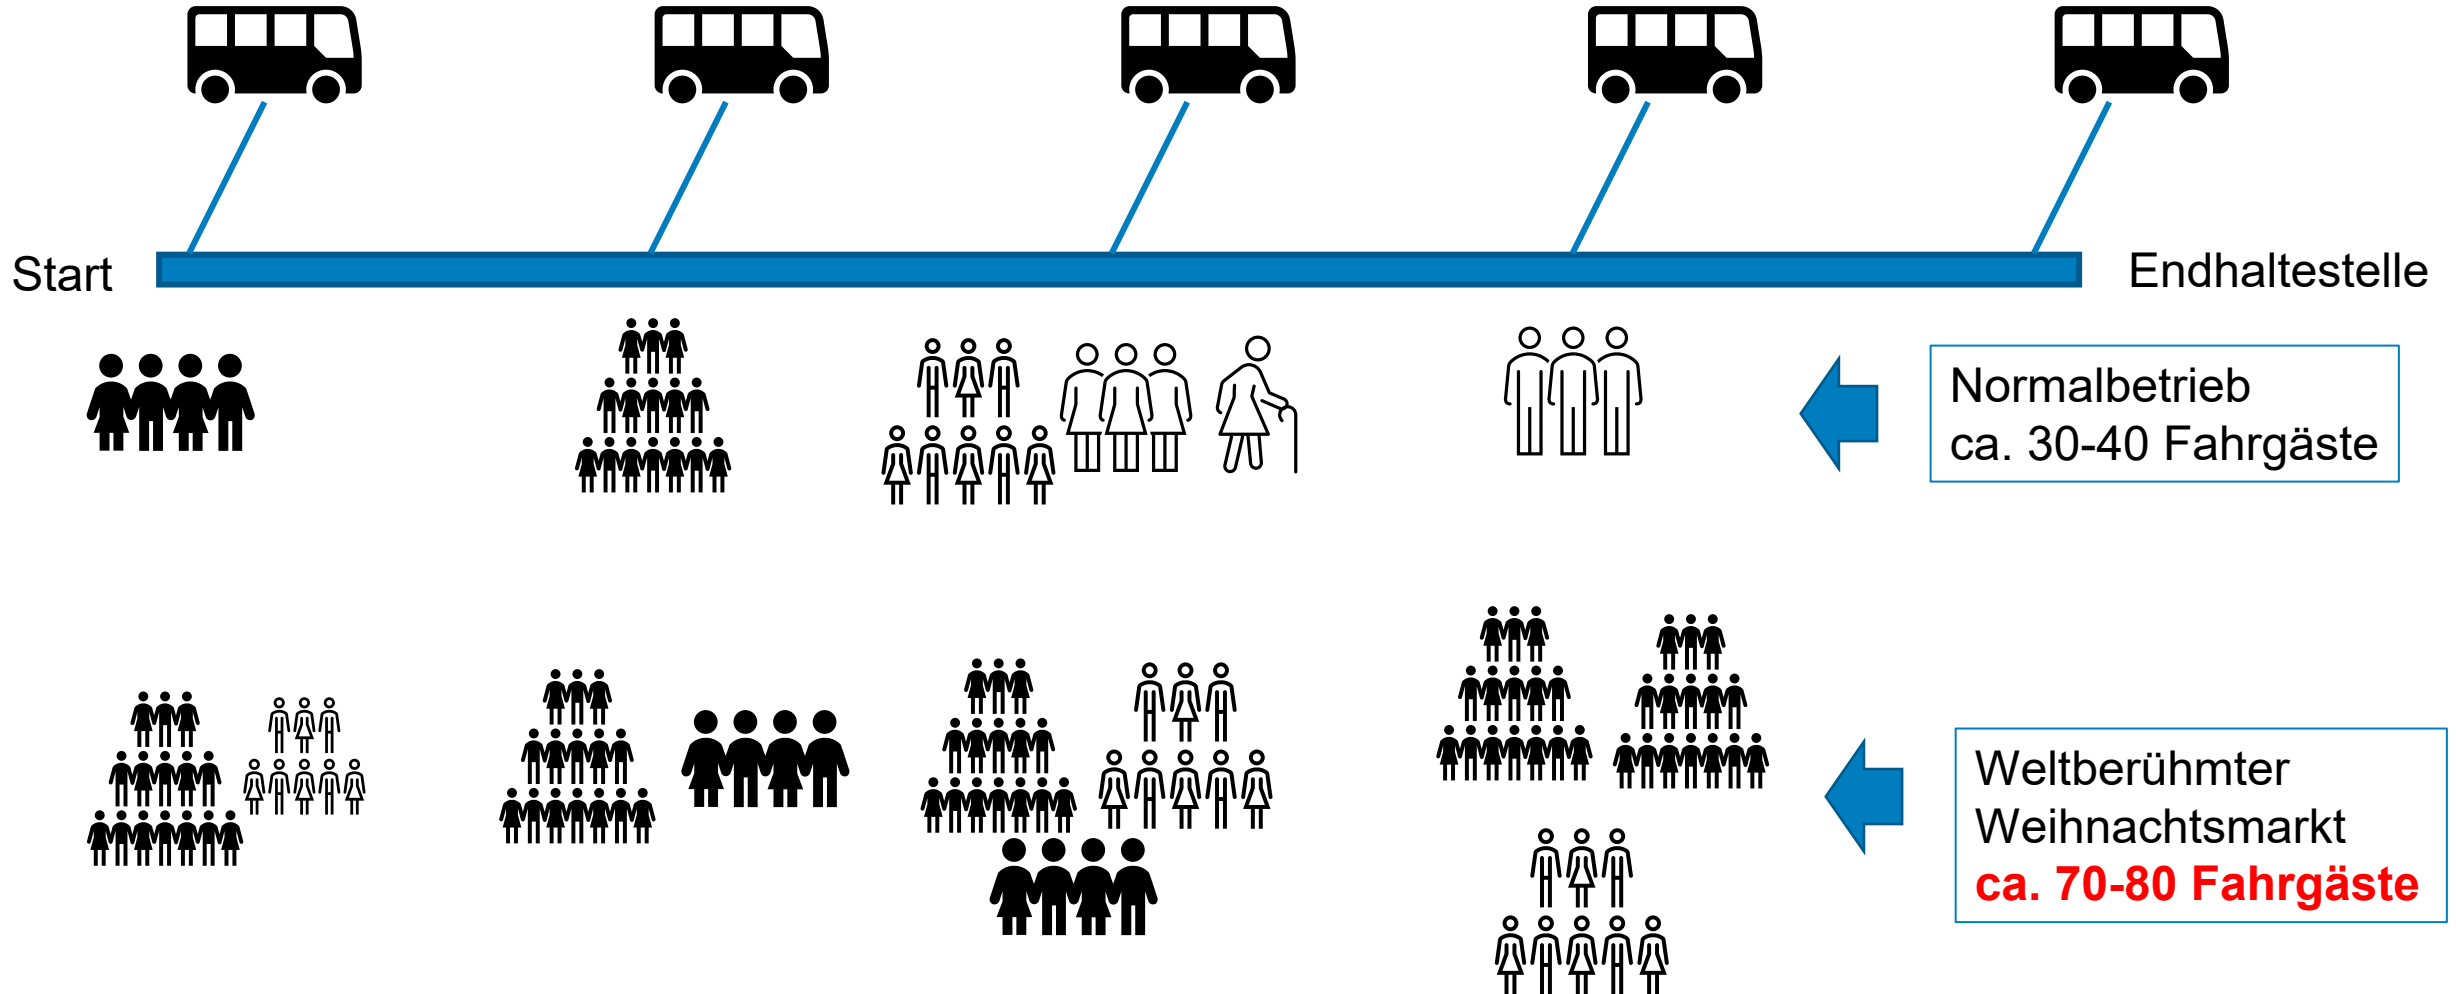 Start
Endhaltestelle
Normalbetrieb
ca. 30-40 Fahrgäste
Weltberühmter
Weihnachtsmarkt
ca. 70-80 Fahrgäste